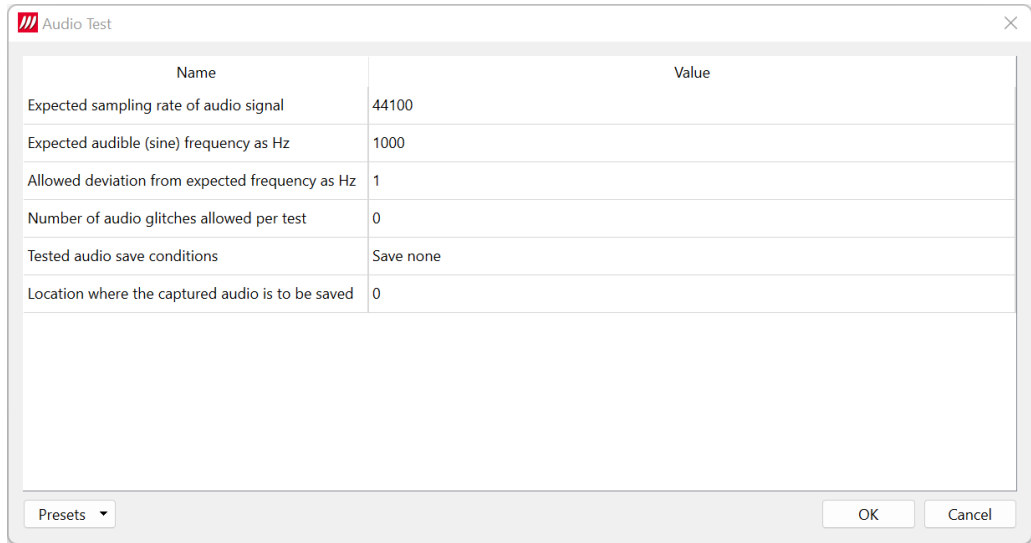 Audio Test
Name Value
Expected sampling rate of audio signal 44100
Expected audible (sine) frequency as Hz 1000
Allowed deviation from expected frequency as Hz 1
Number of audio glitches allowed per test 0
Tested audio save conditions Save none
Location where the captured audio is to be saved 0
Presets OK Cancel